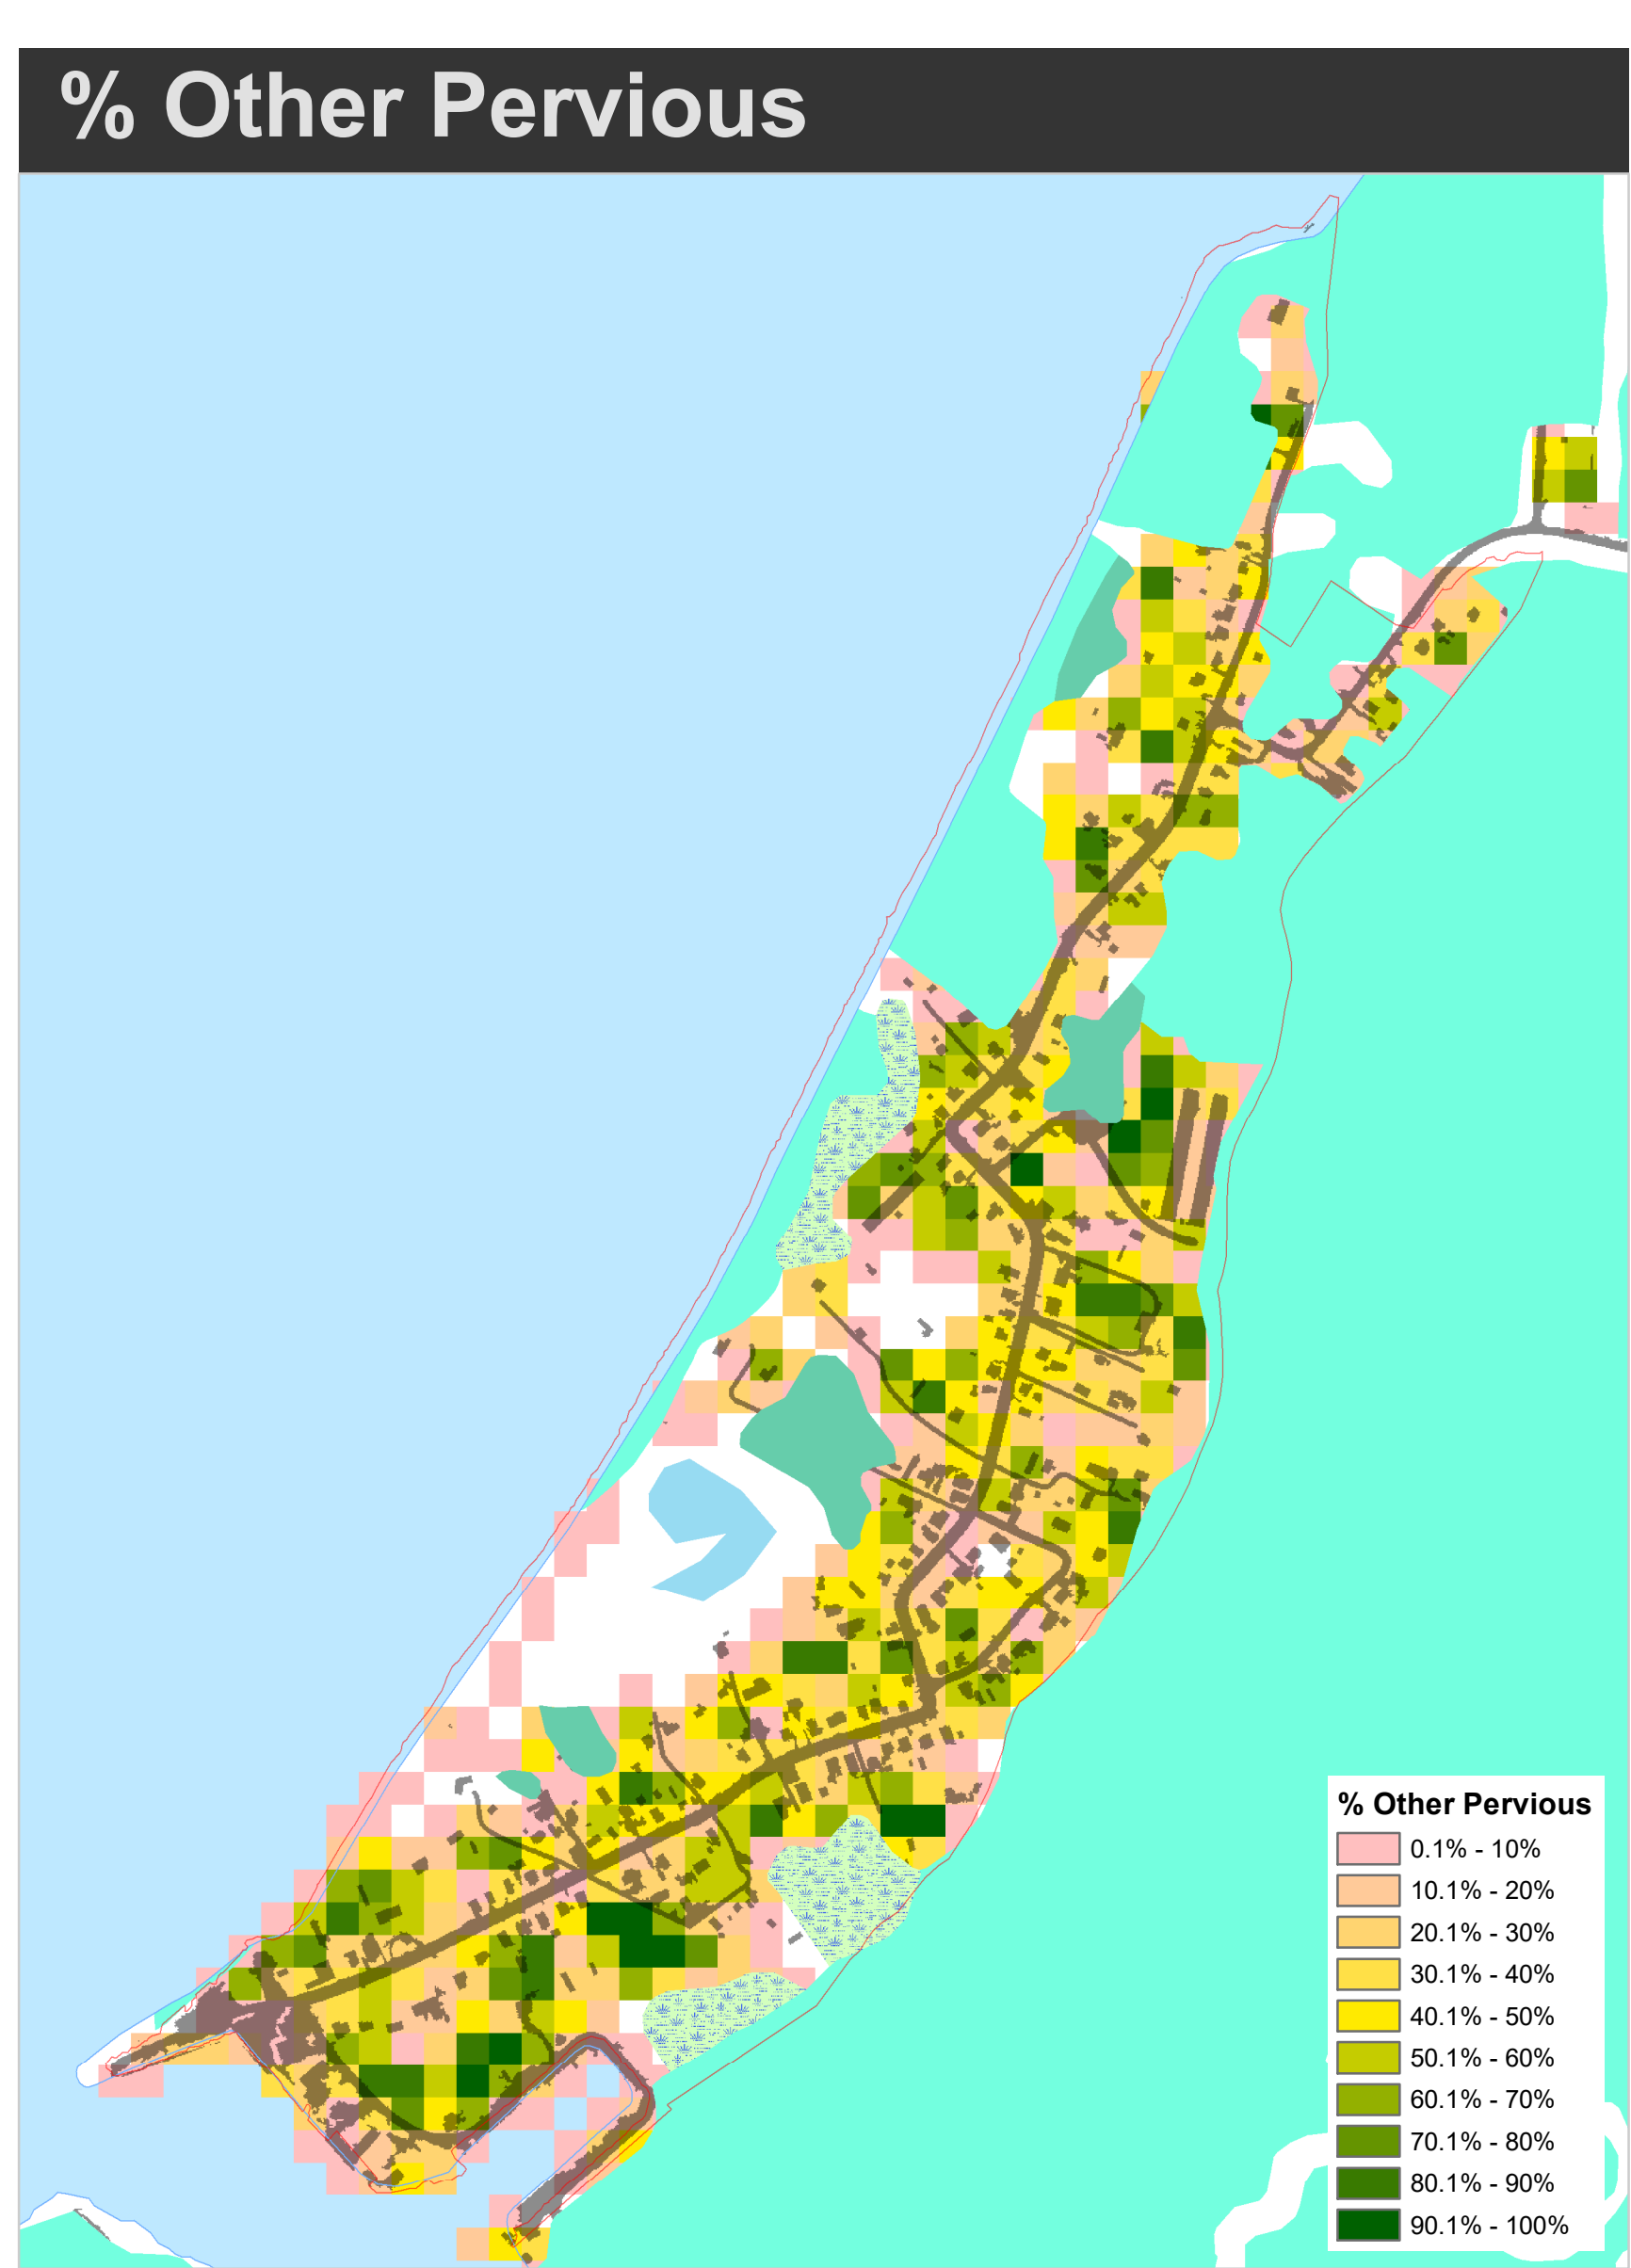 % Other Pervious
% Other Pervious
0.1% - 10%
10.1% - 20%
20.1% - 30%
30.1% - 40%
40.1% - 50%
50.1% - 60%
60.1% - 70%
70.1% - 80%
80.1% - 90%
90.1% - 100%